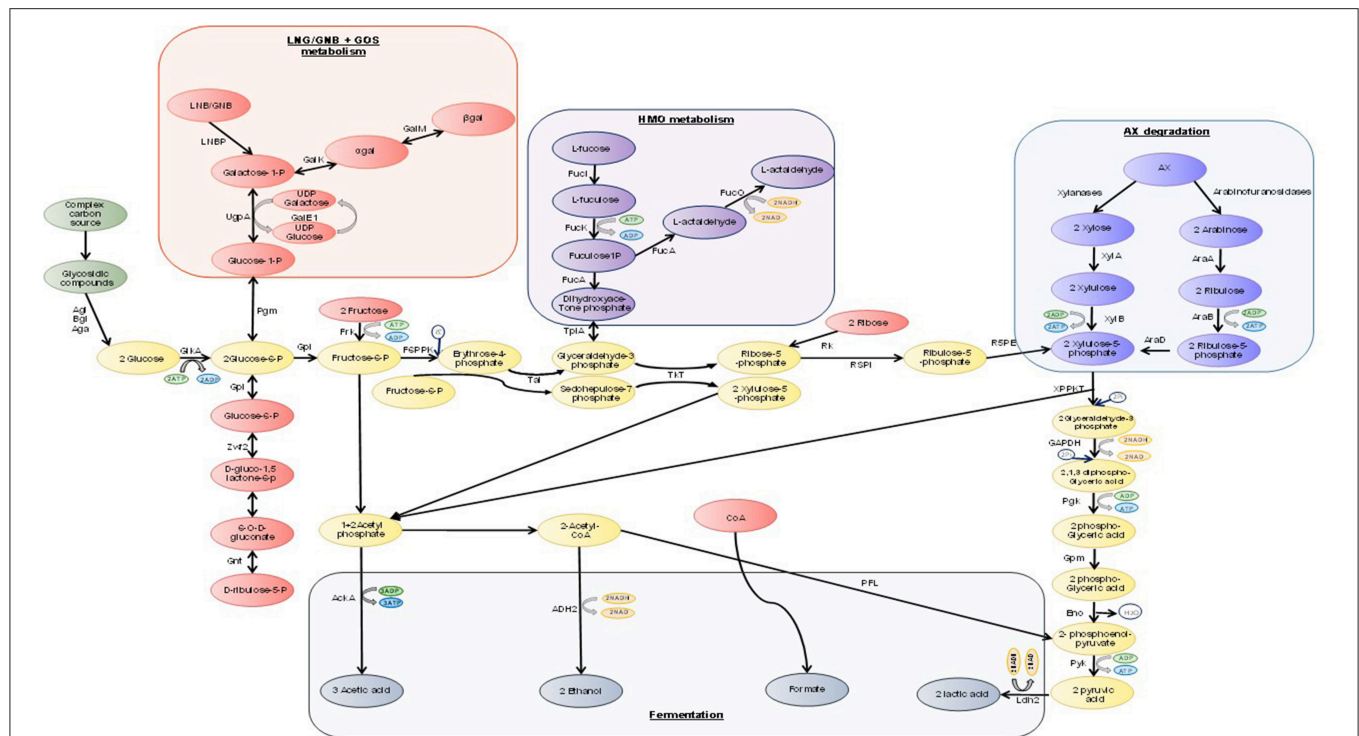 LNG/GNB + GOS
metabolism
LNB/GNB
LNBP
βgal
GalM
αgal
GalK
Galactose-1-P
UDP
Galactose
GalE1
UDP
Glucose
UgpA
Glucose-1-P
Pgm
Complex
carbon
source
Glycosidic
compounds
Agl
Bgl
Aga
2 Glucose
GlkA
2ATP
2ADP
2Glucose-6-P
Gpi
Gpl
Glucose-6-P
Zwf2
D-gluco-1,5
lactone-6-p
6-O-D-
gluconate
Gnt
D-ribulose-5-P
2 Fructose
Frk
ATP
ADP
Fructose-6-P
F6PPK
Erythrose-4-
phosphate
Fructose-6-P
Tal
HMO metabolism
L-fucose
FucI
L-fuculose
FucK
ATP
ADP
Fuculose1P
FucA
FucA
Dihydroxyace-
Tone phosphate
L-actaldehyde
FucO
2NADH
2NAD
L-actaldehyde
TpiA
Glyceraldehyde-3
phosphate
Sedohepulose-7
phosphate
TkT
2 Ribose
Rk
Ribose-5
-phosphate
2 Xylulose-5
-phosphate
RSPI
Ribulose-5
-phosphate
R5PE
AX degradation
AX
Xylanases
Arabinofuranosidases
2 Xylose
XylA
2 Xylulose
2ADP
2ATP
XylB
2 Xylulose-5
-phosphate
2 Arabinose
AraA
2 Ribulose
AraB
2ADP
2ATP
2 Ribulose-5
-phosphate
AraD
XPPKT
2Pi
2Glyceraldehyde-3
phosphate
GAPDH
2NADH
2NAD
2Pi
2,1,3 diphospho-
Glyceric acid
Pgk
ADP
ATP
2phospho-
Glyceric acid
Gpm
2 phospho-
Glyceric acid
Eno
H2O
2- phosphoenol-
pyruvate
Pyk
ADP
ATP
2 pyruvic
acid
Ldh2
2NADH
2NAD
2 lactic acid
1+2Acetyl
phosphate
2-Acetyl-
CoA
CoA
PFL
AckA
3ADP
3ATP
ADH2
2NADH
2NAD
3 Acetic acid
2 Ethanol
Formate
Fermentation